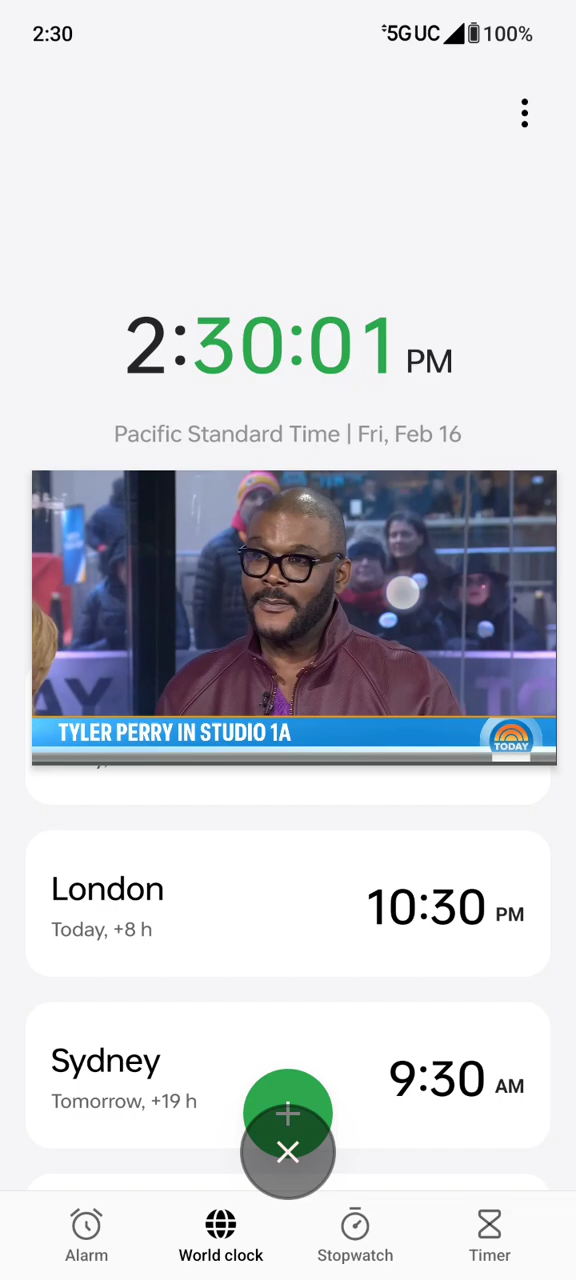 2:30
5G UC 100%
2:30:01 PM
Pacific Standard Time | Fri, Feb 16
AY
TO
TYLER PERRY IN STUDIO 1A
TODAY
London
10:30 PM
Today, +8 h
Sydney
9:30 AM
Tomorrow, +19 h
Alarm
World clock
Stopwatch
Timer